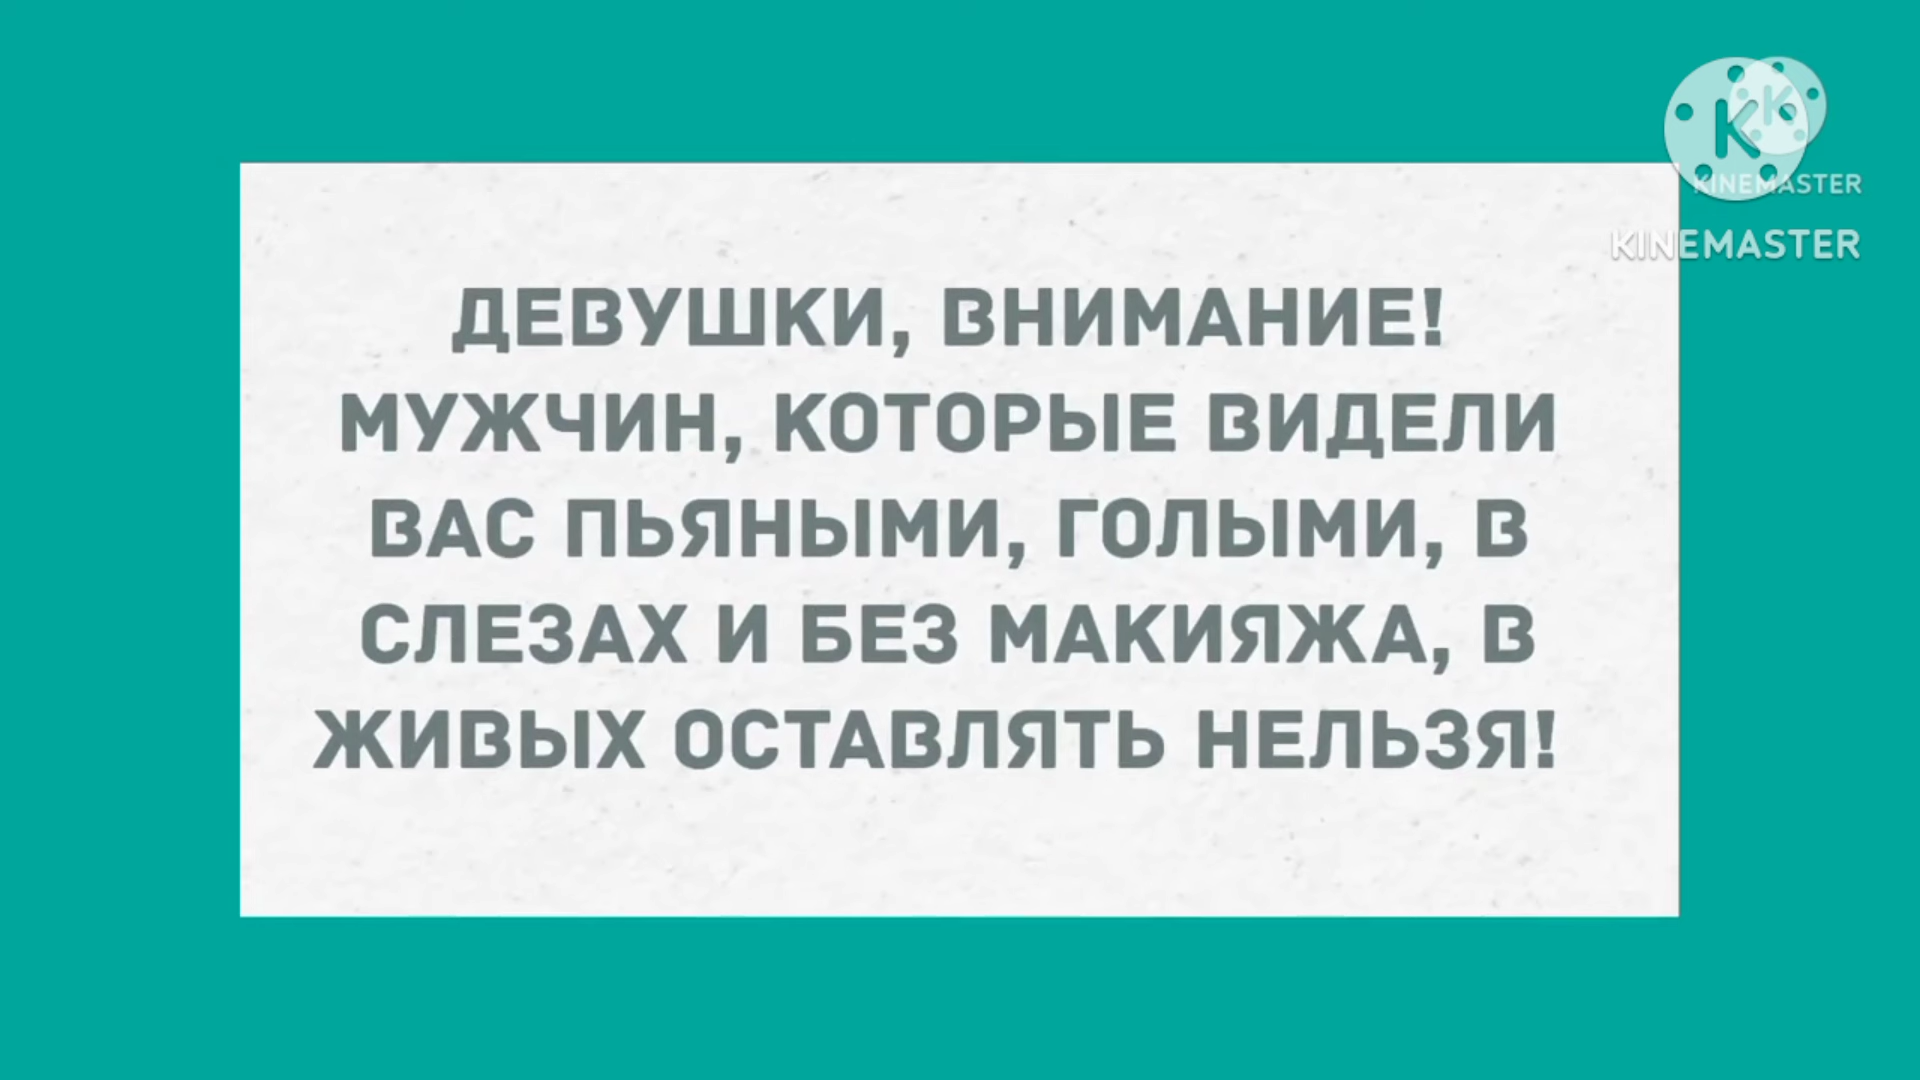 K
K
KINEMASTER
KINEMASTER
ДЕВУШКИ, ВНИМАНИЕ!
МУЖЧИН, КОТОРЫЕ ВИДЕЛИ
ВАС ПЬЯНЫМИ, ГОЛЫМИ, В
СЛЕЗАХ И БЕЗ МАКИЯЖА, В
ЖИВЫХ ОСТАВЛЯТЬ НЕЛЬЗЯ!